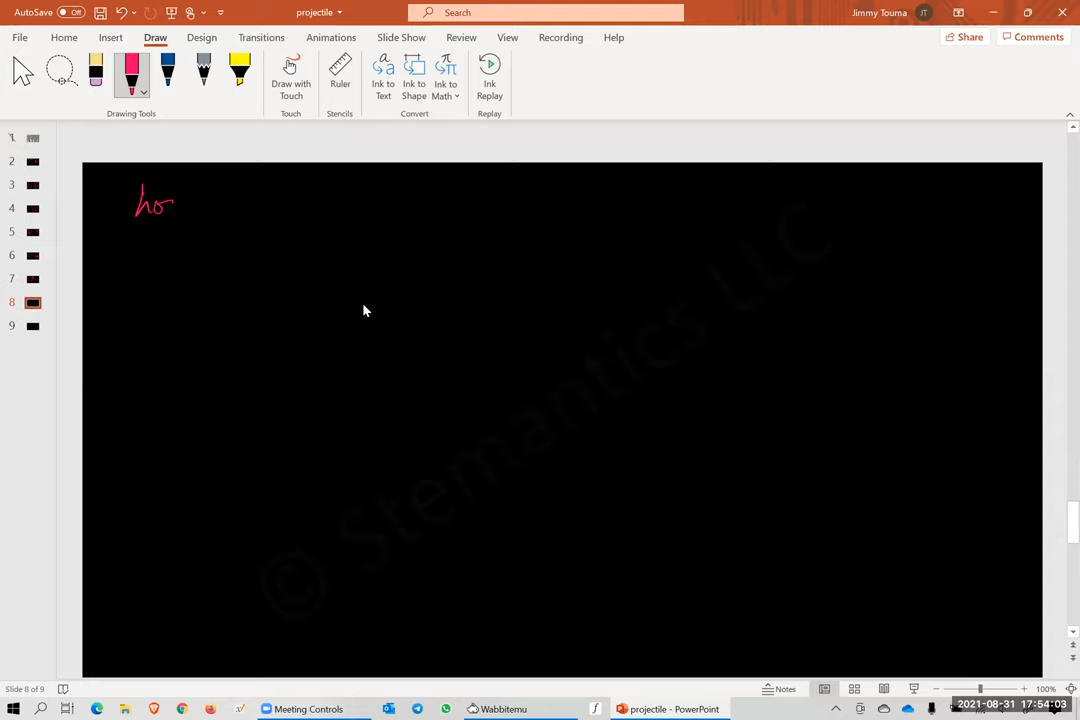 AutoSave Off projectile Search Jimmy Touma JT
File Home Insert Draw Design Transitions Animations Slide Show Review View Recording Help Share Comments
Draw with Touch Ruler Ink to Text Ink to Shape Ink to Math Ink Replay
Drawing Tools Touch Stencils Convert Replay
1
2
3
4
5
6
7
8
9
ho
© Stemantics LLC
Slide 8 of 9 Notes 100%
2021-08-31 17:54:03
Meeting Controls Wabbitemu projectile - PowerPoint